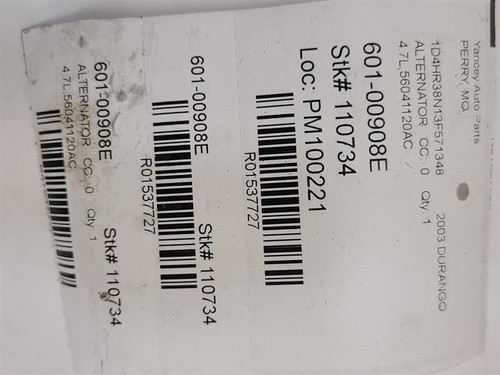 Yancey Auto Parts
PERRY, MO.
1D4HR38N13F571348 2003 DURANGO
ALTERNATOR CC: 0 Qty: 1
4.7L,56041120AC /
601-00908E
Stk# 110734
Loc: PM100221
R01537727
601-00908E Stk# 110734
R01537727
601-00908E Stk# 110734
ALTERNATOR CC: 0 Qty: 1
4.7L,56041120AC